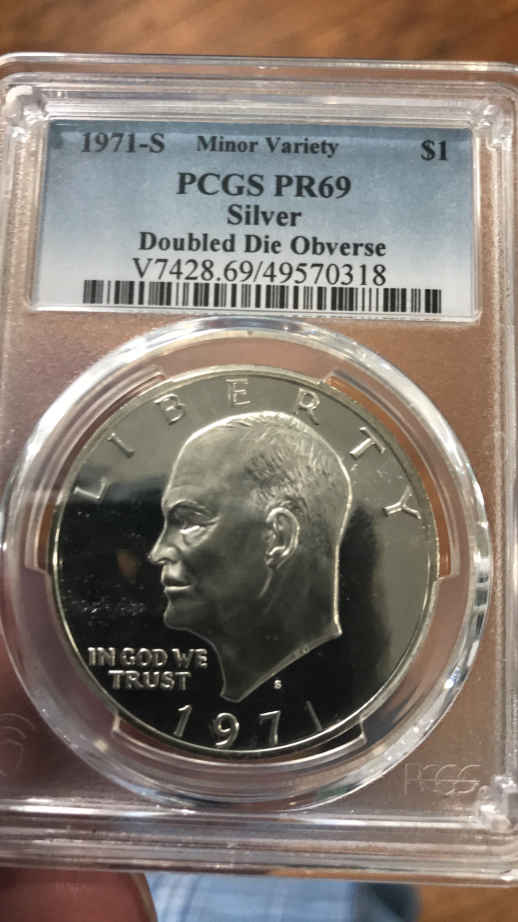 1971-S Minor Variety $1
PCGS PR69
Silver
Doubled Die Obverse
V7428.69/49570318
LIBERTY
IN GOD WE
TRUST
S
1971
PCGS